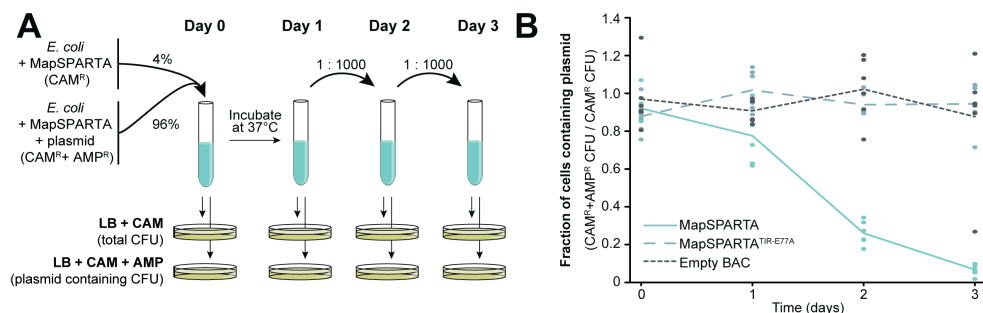 A
Day 0
Day 1
Day 2
Day 3
E. coli
+ MapSPARTA
(CAMᴿ)
4%
E. coli
+ MapSPARTA
+ plasmid
(CAMᴿ+ AMPᴿ)
96%
Incubate
at 37°C
1 : 1000
1 : 1000
LB + CAM
(total CFU)
LB + CAM + AMP
(plasmid containing CFU)
B
Fraction of cells containing plasmid
(CAMᴿ+AMPᴿ CFU / CAMᴿ CFU)
1.4
1.2
1.0
0.8
0.6
0.4
0.2
0
MapSPARTA
MapSPARTAᵀᴵᴿ⁻ᴱ⁷⁷ᴬ
Empty BAC
0
1
2
3
Time (days)